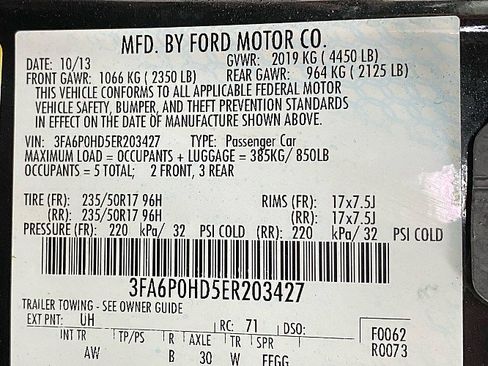 MFD. BY FORD MOTOR CO.
DATE: 10/13 GVWR: 2019 KG ( 4450 LB)
FRONT GAWR: 1066 KG ( 2350 LB) REAR GAWR: 964 KG ( 2125 LB)
THIS VEHICLE CONFORMS TO ALL APPLICABLE FEDERAL MOTOR
VEHICLE SAFETY, BUMPER, AND THEFT PREVENTION STANDARDS
IN EFFECT ON THE DATE OF MANUFACTURE SHOWN ABOVE.
VIN: 3FA6P0HD5ER203427 TYPE: Passenger Car
MAXIMUM LOAD = OCCUPANTS + LUGGAGE = 385KG/ 850LB
OCCUPANTS = 5 TOTAL; 2 FRONT, 3 REAR
TIRE (FR): 235/50R17 96H RIMS (FR): 17x7.5J
(RR): 235/50R17 96H (RR): 17x7.5J
PRESSURE (FR): 220 kPa/ 32 PSI COLD (RR): 220 kPa/ 32 PSI COLD
3FA6P0HD5ER203427
TRAILER TOWING - SEE OWNER GUIDE
EXT PNT: UH RC: 71 DSO: F0062
INT TR TP/PS R AXLE TR SPR R0073
AW B 30 W FFGG